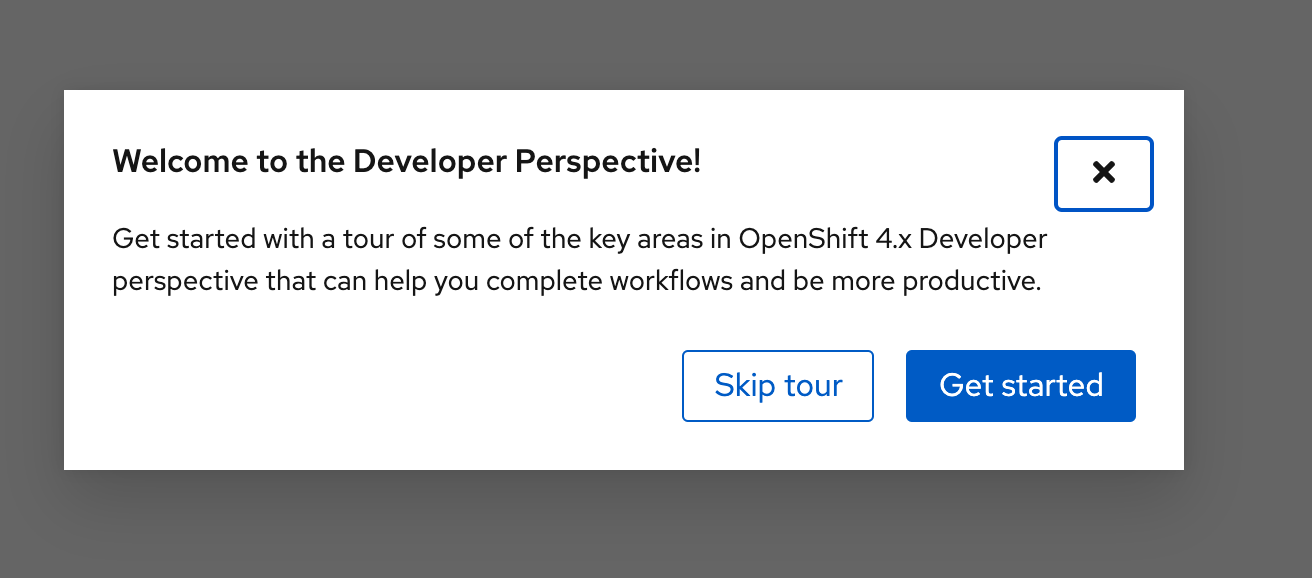 Welcome to the Developer Perspective!
Get started with a tour of some of the key areas in OpenShift 4.x Developer
perspective that can help you complete workflows and be more productive.
Skip tour
Get started